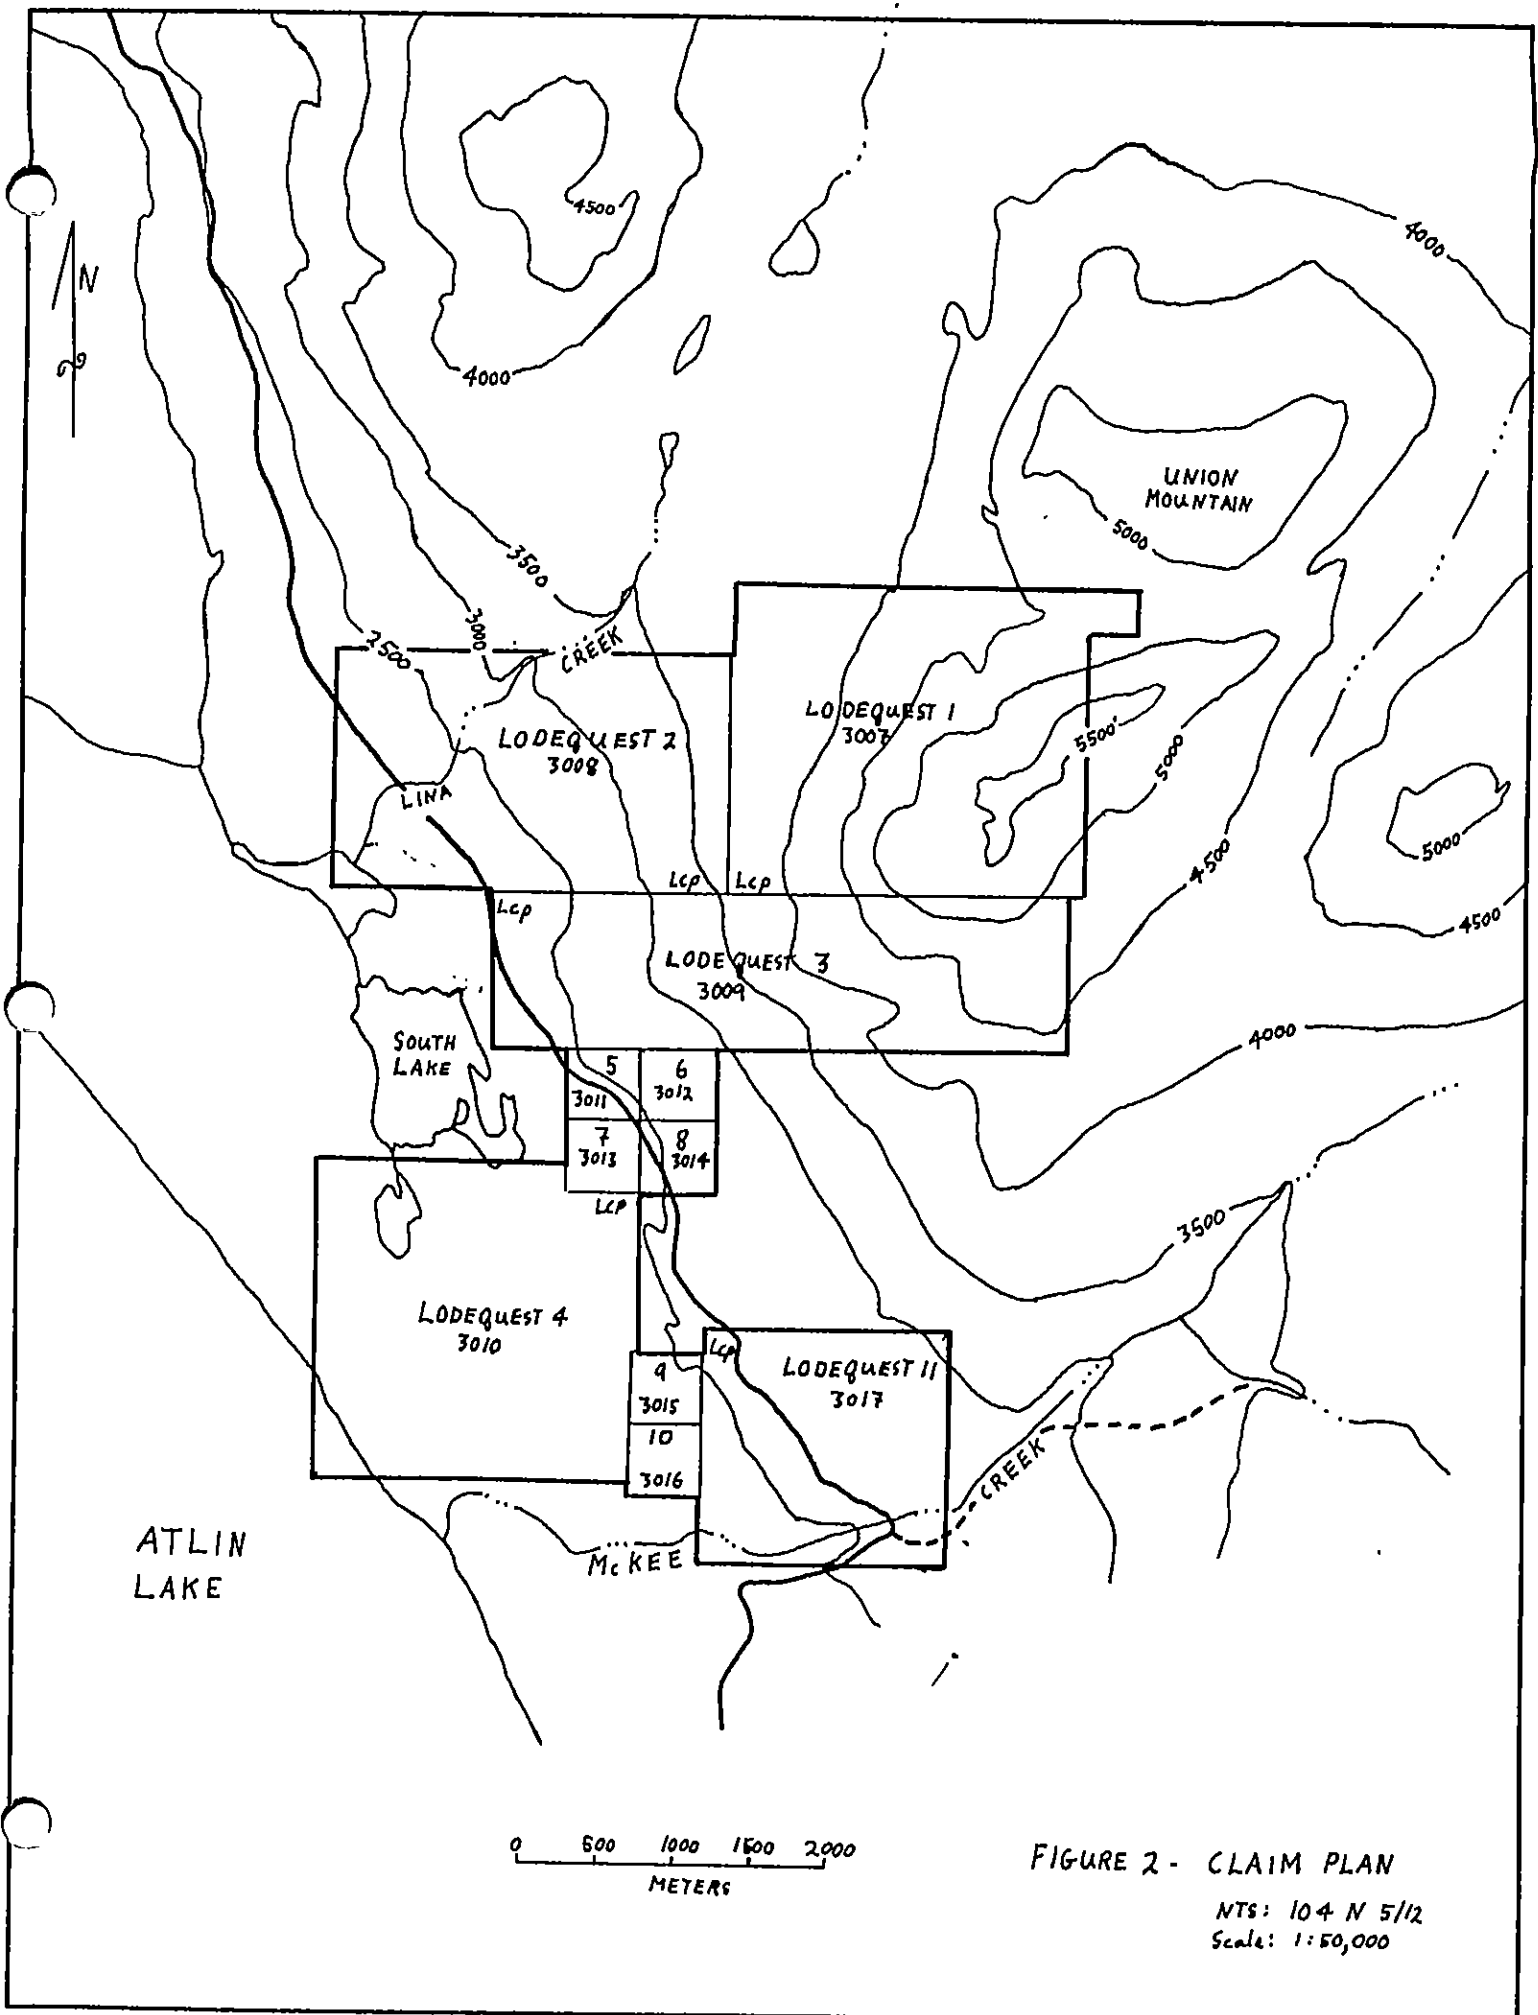 4000
4500
N
4000
UNION
MOUNTAIN
5000
3500
3000
2500
CREEK
LODEQUEST 1
3007
5500'
5000
LODEQUEST 2
3008
LINA
5000
4500
4500
LCP
LCP
LCP
LODEQUEST 3
3009
SOUTH
LAKE
4000
5
3011
6
3012
7
3013
8
3014
LCP
3500
LODEQUEST 4
3010
LCP
LODEQUEST 11
3017
9
3015
10
3016
CREEK
McKEE
ATLIN
LAKE
0 500 1000 1500 2000
METERS
FIGURE 2 - CLAIM PLAN
NTS: 104 N 5/12
Scale: 1:50,000